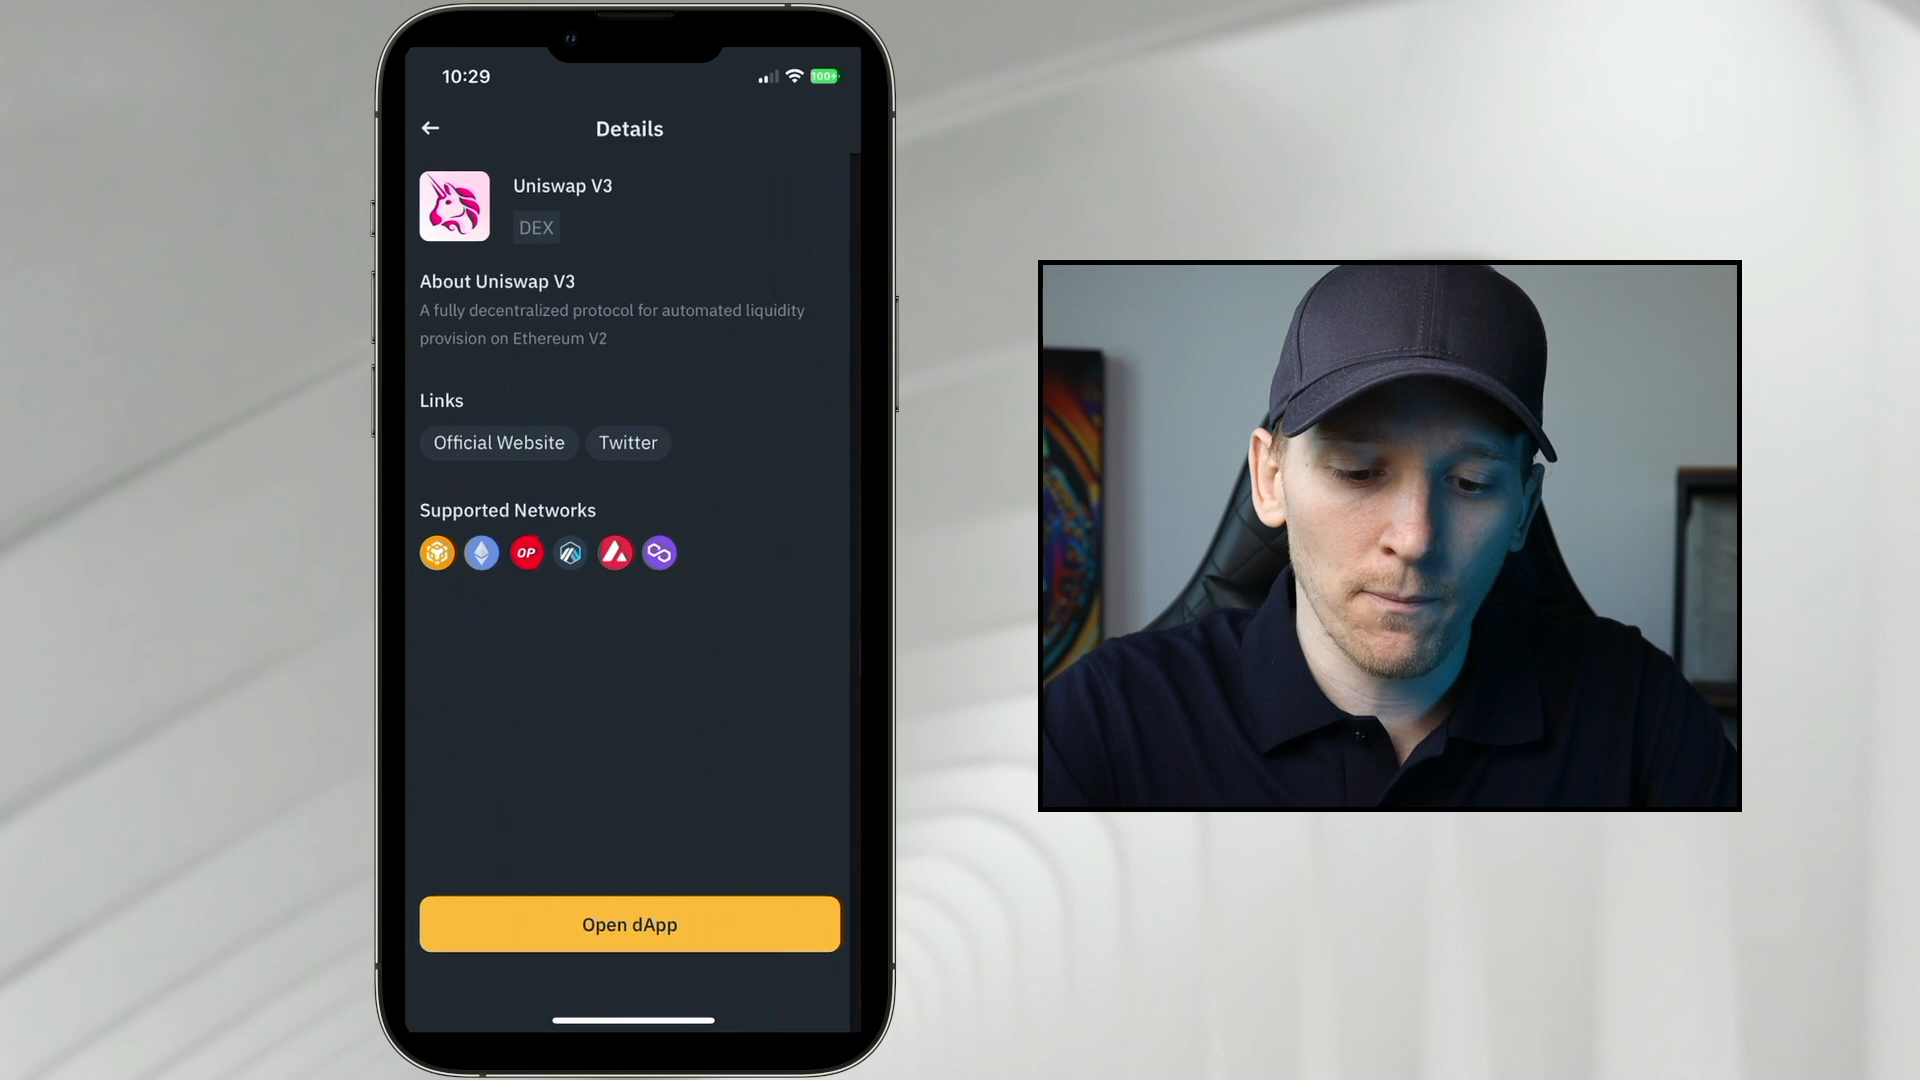 10:29
100
Details
Uniswap V3
DEX
About Uniswap V3
A fully decentralized protocol for automated liquidity
provision on Ethereum V2
Links
Official Website
Twitter
Supported Networks
OP
Open dApp